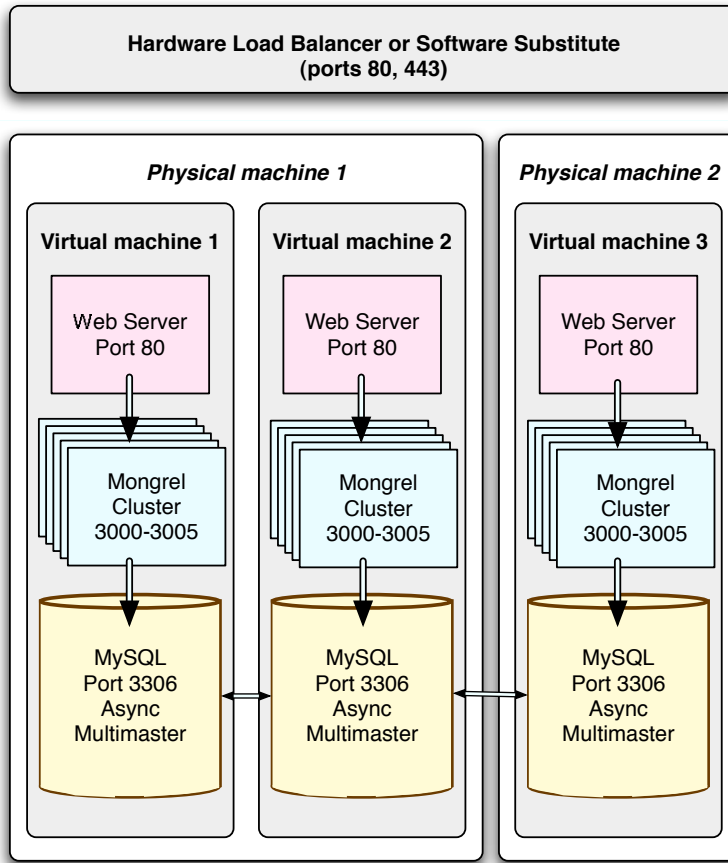 Hardware Load Balancer or Software Substitute
(ports 80, 443)
Physical machine 1
Virtual machine 1
Web Server
Port 80
Mongrel
Cluster
3000-3005
MySQL
Port 3306
Async
Multimaster
Virtual machine 2
Web Server
Port 80
Mongrel
Cluster
3000-3005
MySQL
Port 3306
Async
Multimaster
Physical machine 2
Virtual machine 3
Web Server
Port 80
Mongrel
Cluster
3000-3005
MySQL
Port 3306
Async
Multimaster